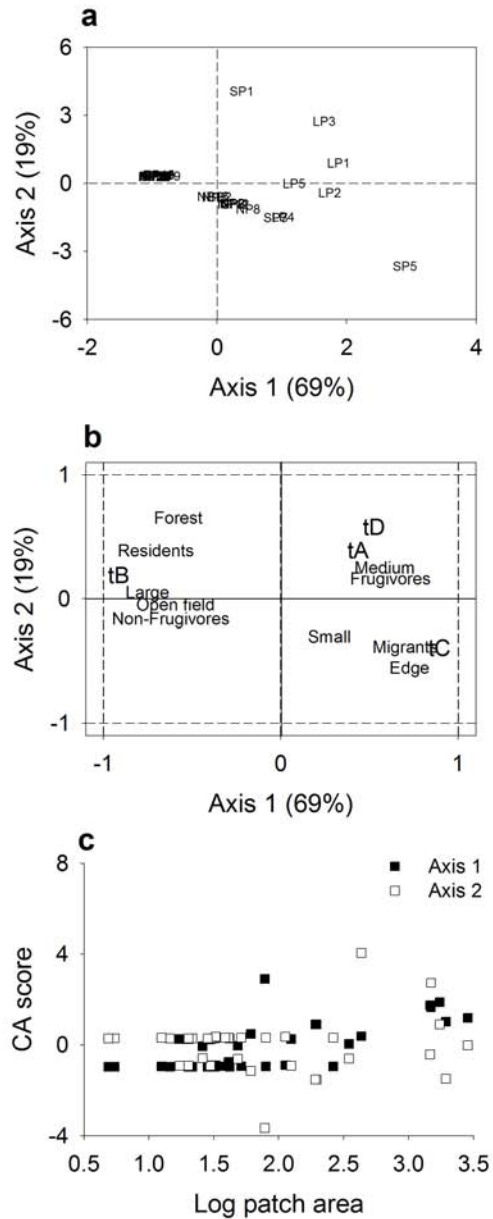 a
6
SP1
3
LP3
LP1
LP5
0
LP2
NP8
SP5
-3
-6
-2 0 2 4
Axis 2 (19%)
Axis 1 (69%)
b
1
Forest
tD
Residents
tA
tB
Medium
Large
Frugivores
0
Open field
Non-Frugivores
Small
Migrants
tC
Edge
-1
-1 0 1
Axis 2 (19%)
Axis 1 (69%)
c
8
Axis 1
Axis 2
4
0
-4
0.5 1.0 1.5 2.0 2.5 3.0 3.5
CA score
Log patch area